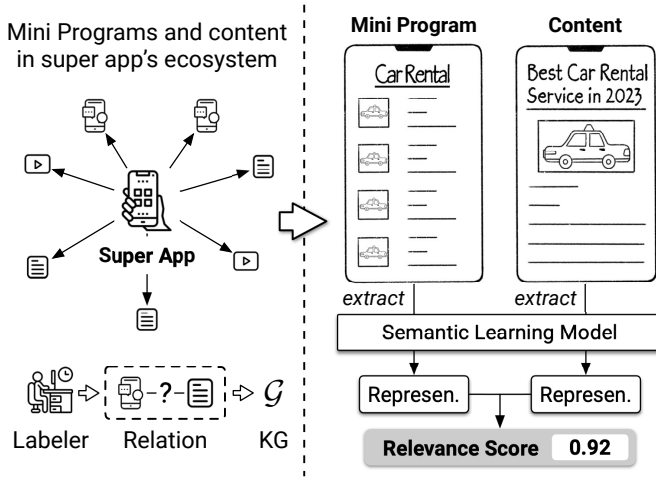 Mini Programs and content
in super app's ecosystem
Super App
-?-
G
Labeler
Relation
KG
Mini Program
Content
Car Rental
Best Car Rental
Service in 2023
extract
extract
Semantic Learning Model
Represen.
Represen.
Relevance Score 0.92